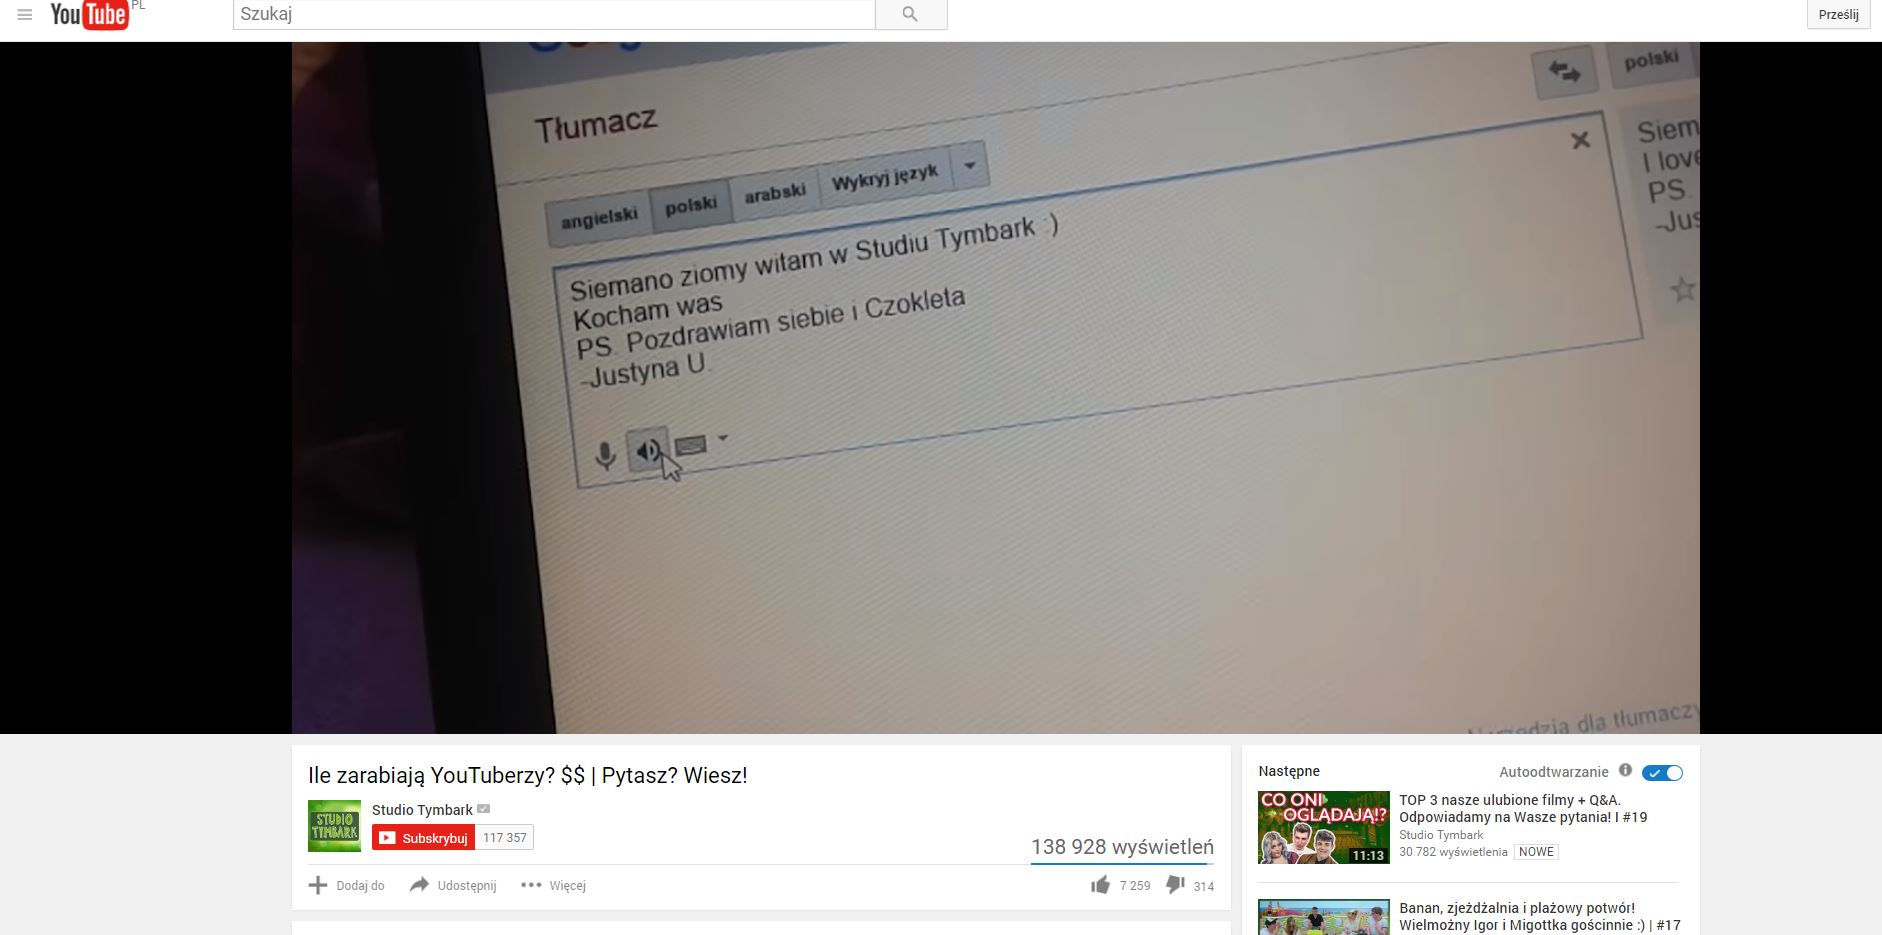 YouTube PL
Szukaj
Prześlij
Tłumacz
polski
angielski
polski
arabski
Wykryj język
Siemano ziomy witam w Studiu Tymbark :)
Kocham was
PS. Pozdrawiam siebie i Czokleta
-Justyna U.
Siem
I love
PS.
-Jus
Narzędzia dla tłumaczy
Ile zarabiają YouTuberzy? $$ | Pytasz? Wiesz!
STUDIO
TYMBARK
Studio Tymbark
Subskrybuj
117 357
138 928 wyświetleń
Dodaj do
Udostępnij
Więcej
7 259
314
Następne
Autoodtwarzanie
CO ONI
OGLĄDAJĄ!?
11:13
TOP 3 nasze ulubione filmy + Q&A.
Odpowiadamy na Wasze pytania! I #19
Studio Tymbark
30 782 wyświetlenia
NOWE
Banan, zjeżdżalnia i plażowy potwór!
Wielmożny Igor i Migottka gościnnie :) | #17